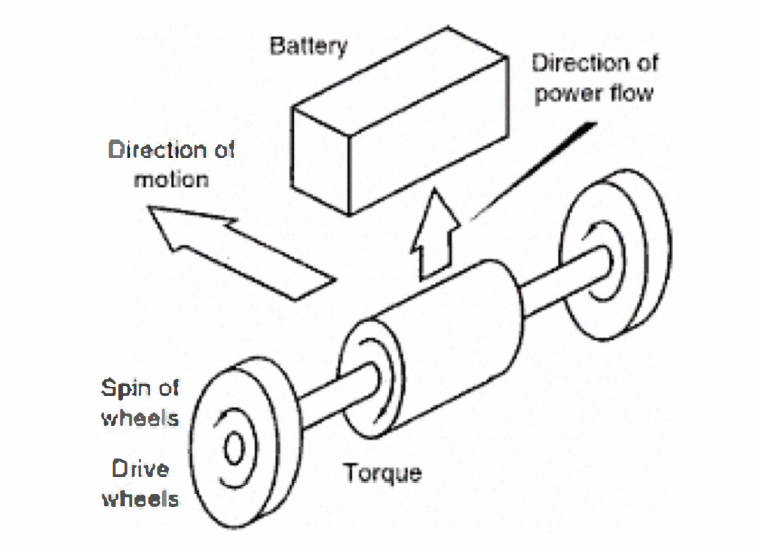 Battery
Direction of
power flow
Direction of
motion
Spin of
wheels
Drive
wheels
Torque